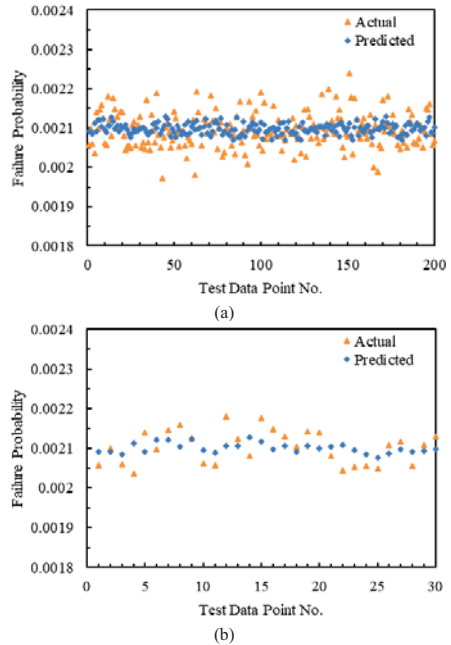 0.0024
0.0023
0.0022
0.0021
0.002
0.0019
0.0018
Failure Probability
Actual
Predicted
0 50 100 150 200
Test Data Point No.
(a)
0.0024
0.0023
0.0022
0.0021
0.002
0.0019
0.0018
Failure Probability
Actual
Predicted
0 5 10 15 20 25 30
Test Data Point No.
(b)